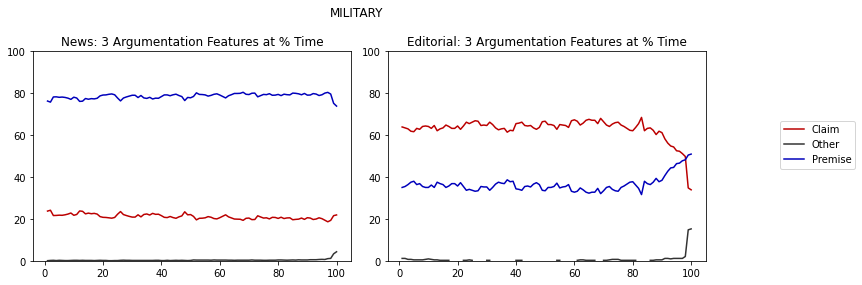 MILITARY
News: 3 Argumentation Features at % Time
100
80
60
40
20
0
0 20 40 60 80 100
Editorial: 3 Argumentation Features at % Time
100
80
60
40
20
0
0 20 40 60 80 100
Claim
Other
Premise